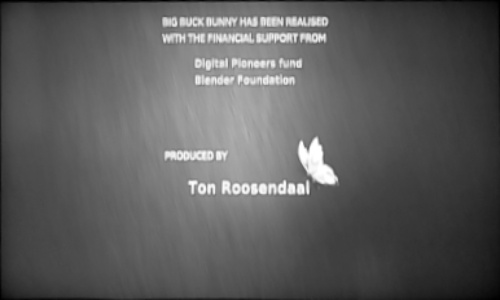 BIG BUCK BUNNY HAS BEEN REALISED
WITH THE FINANCIAL SUPPORT FROM
Digital Pioneers fund
Blender Foundation
PRODUCED BY
Ton Roosendaal